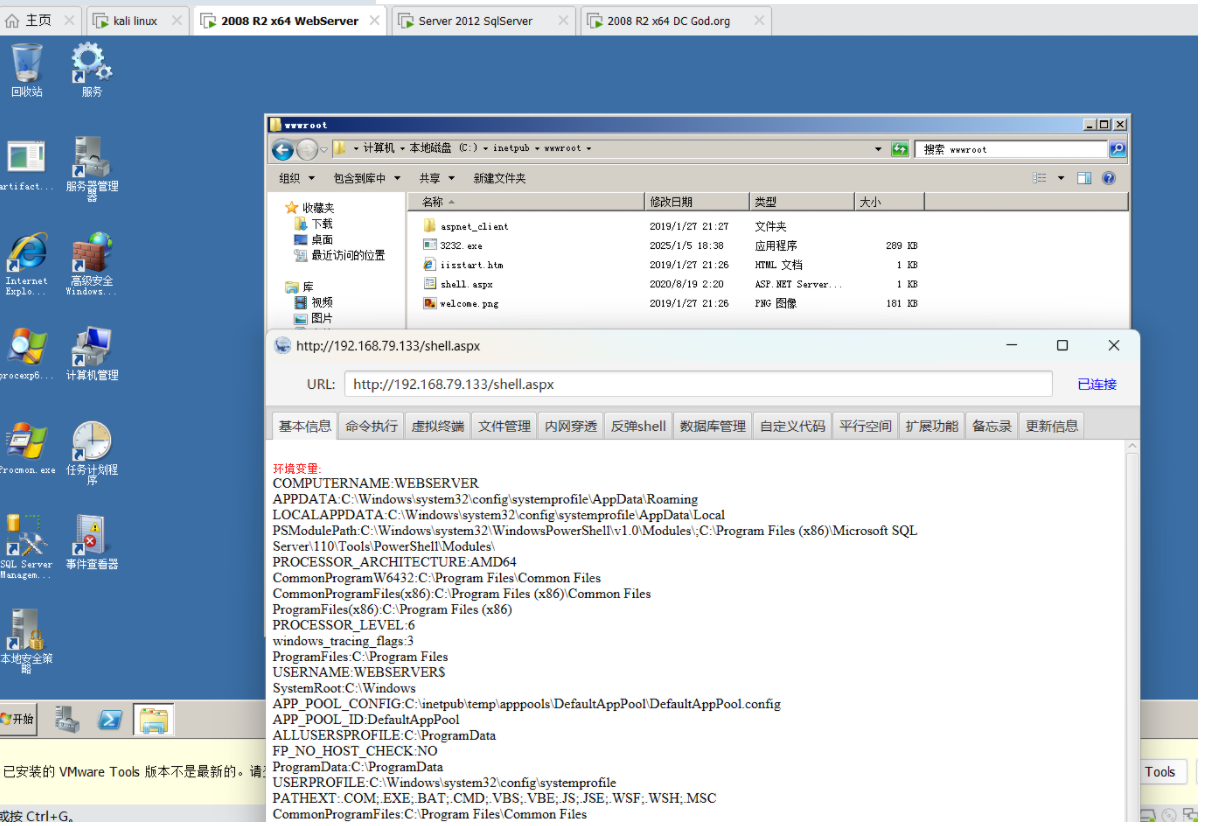 主页 kali linux 2008 R2 x64 WebServer Server 2012 SqlServer 2008 R2 x64 DC God.org
回收站 服务
artifact... 服务器管理器
Internet Explo... 高级安全 Windows...
procexp6... 计算机管理
Procmon.exe 任务计划程序
SQL Server Managem... 事件查看器
本地安全策略
开始
wwwroot
计算机 本地磁盘 (C:) inetpub wwwroot 搜索 wwwroot
组织 包含到库中 共享 新建文件夹
收藏夹
下载
桌面
最近访问的位置
库
视频
图片
名称 修改日期 类型 大小
aspnet_client 2019/1/27 21:27 文件夹
3232.exe 2025/1/5 18:38 应用程序 289 KB
iisstart.htm 2019/1/27 21:26 HTML 文档 1 KB
shell.aspx 2020/8/19 2:20 ASP.NET Server... 1 KB
welcome.png 2019/1/27 21:26 PNG 图像 181 KB
http://192.168.79.133/shell.aspx
URL: http://192.168.79.133/shell.aspx 已连接
基本信息 命令执行 虚拟终端 文件管理 内网穿透 反弹shell 数据库管理 自定义代码 平行空间 扩展功能 备忘录 更新信息
环境变量:
COMPUTERNAME:WEBSERVER
APPDATA:C:\Windows\system32\config\systemprofile\AppData\Roaming
LOCALAPPDATA:C:\Windows\system32\config\systemprofile\AppData\Local
PSModulePath:C:\Windows\system32\WindowsPowerShell\v1.0\Modules\;C:\Program Files (x86)\Microsoft SQL
Server\110\Tools\PowerShell\Modules\
PROCESSOR_ARCHITECTURE:AMD64
CommonProgramW6432:C:\Program Files\Common Files
CommonProgramFiles(x86):C:\Program Files (x86)\Common Files
ProgramFiles(x86):C:\Program Files (x86)
PROCESSOR_LEVEL:6
windows_tracing_flags:3
ProgramFiles:C:\Program Files
USERNAME:WEBSERVER$
SystemRoot:C:\Windows
APP_POOL_CONFIG:C:\inetpub\temp\apppools\DefaultAppPool\DefaultAppPool.config
APP_POOL_ID:DefaultAppPool
ALLUSERSPROFILE:C:\ProgramData
FP_NO_HOST_CHECK:NO
ProgramData:C:\ProgramData
USERPROFILE:C:\Windows\system32\config\systemprofile
PATHEXT:.COM;.EXE;.BAT;.CMD;.VBS;.VBE;.JS;.JSE;.WSF;.WSH;.MSC
CommonProgramFiles:C:\Program Files\Common Files
已安装的 VMware Tools 版本不是最新的。请 Tools
或按 Ctrl+G。